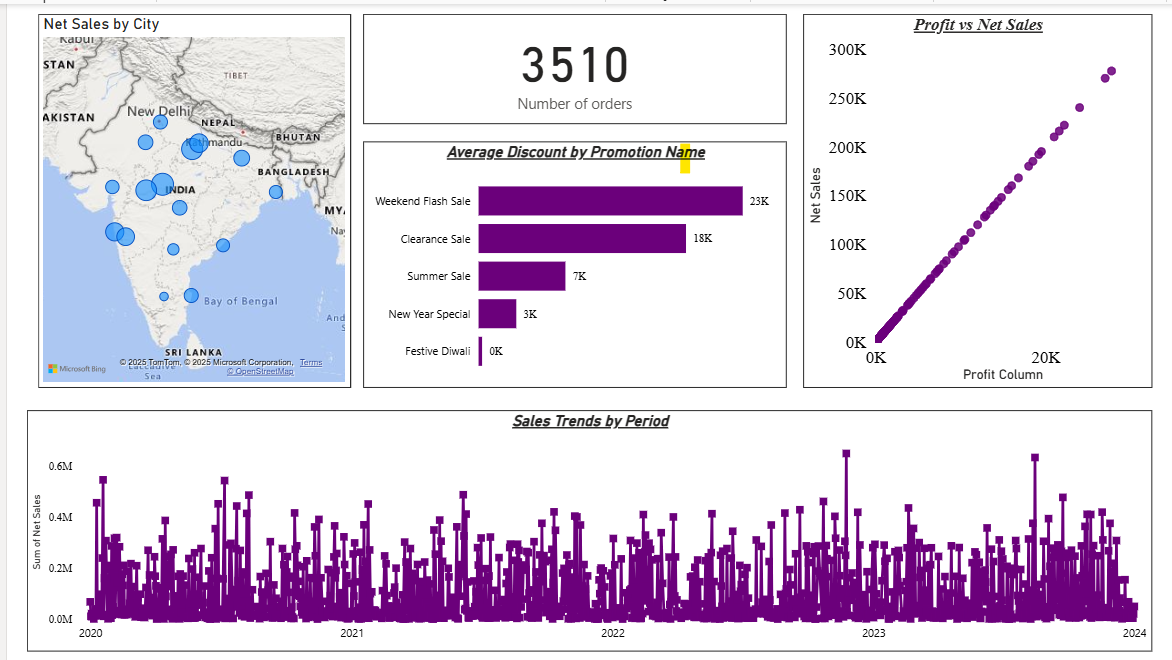 Net Sales by City
Kabul
STAN
TIBET
New Delhi
AKISTAN
NEPAL
Kathmandu
BHUTAN
BANGLADESH
INDIA
MYA
Nay
Bay of Bengal
And
S
SRI LANKA
© 2025 TomTom, © 2025 Microsoft Corporation, Terms
Microsoft Bing
Laccadive
© OpenStreetMap
Sea
3510
Number of orders
Average Discount by Promotion Name
Weekend Flash Sale
23K
Clearance Sale
18K
Summer Sale
7K
New Year Special
3K
Festive Diwali
0K
Profit vs Net Sales
300K
250K
200K
150K
100K
50K
0K
Net Sales
0K
20K
Profit Column
Sales Trends by Period
0.6M
0.4M
0.2M
0.0M
Sum of Net Sales
2020
2021
2022
2023
2024